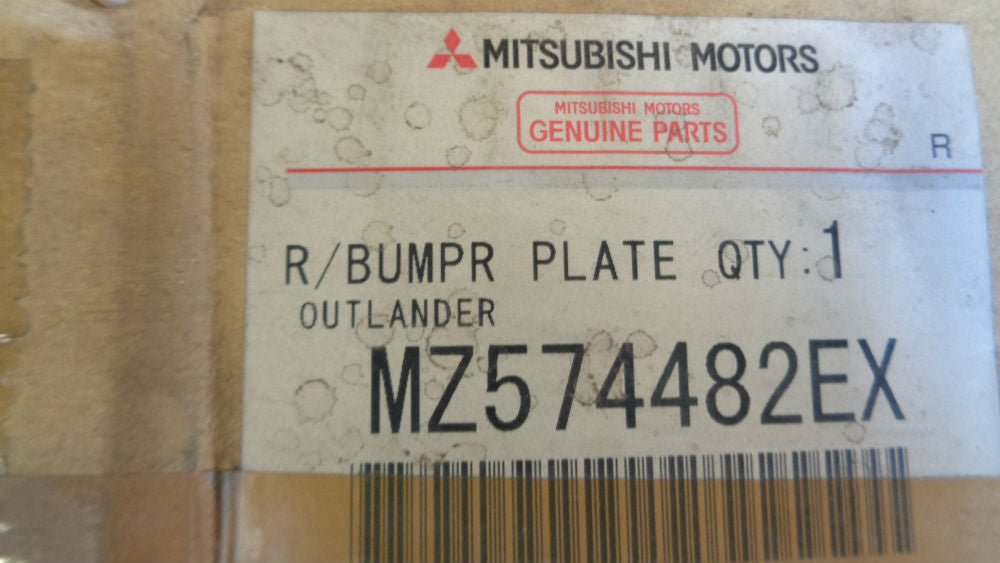 MITSUBISHI MOTORS
MITSUBISHI MOTORS
GENUINE PARTS
R
R/BUMPR PLATE QTY:1
OUTLANDER
MZ574482EX